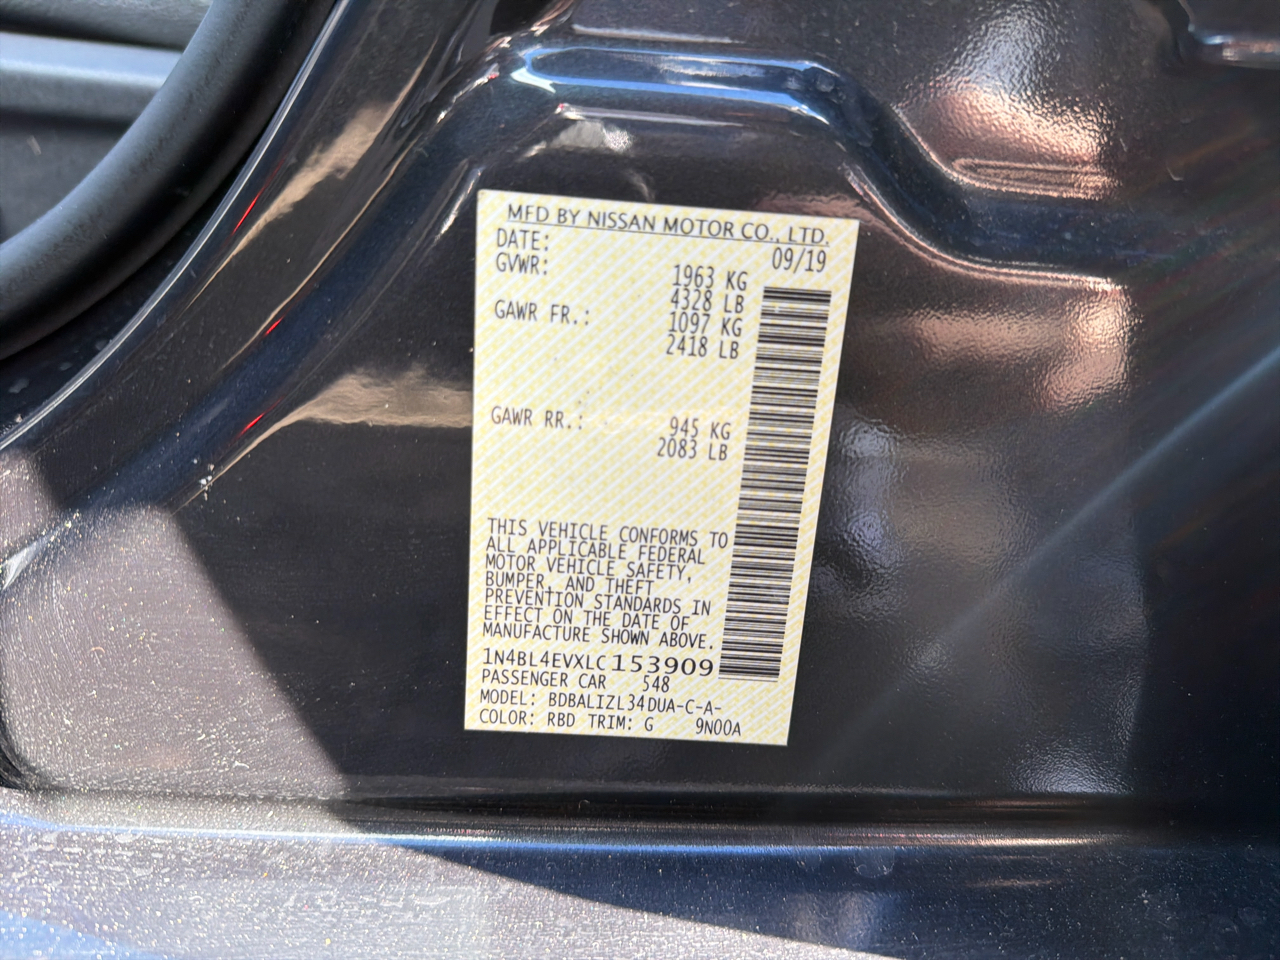 MFD BY NISSAN MOTOR CO., LTD.
DATE: 09/19
GVWR: 1963 KG
4328 LB
GAWR FR.: 1097 KG
2418 LB
GAWR RR.: 945 KG
2083 LB
THIS VEHICLE CONFORMS TO
ALL APPLICABLE FEDERAL
MOTOR VEHICLE SAFETY,
BUMPER, AND THEFT
PREVENTION STANDARDS IN
EFFECT ON THE DATE OF
MANUFACTURE SHOWN ABOVE.
1N4BL4EVXLC153909
PASSENGER CAR 548
MODEL: BDBALIZL34DUA-C-A-
COLOR: RBD TRIM: G 9N00A